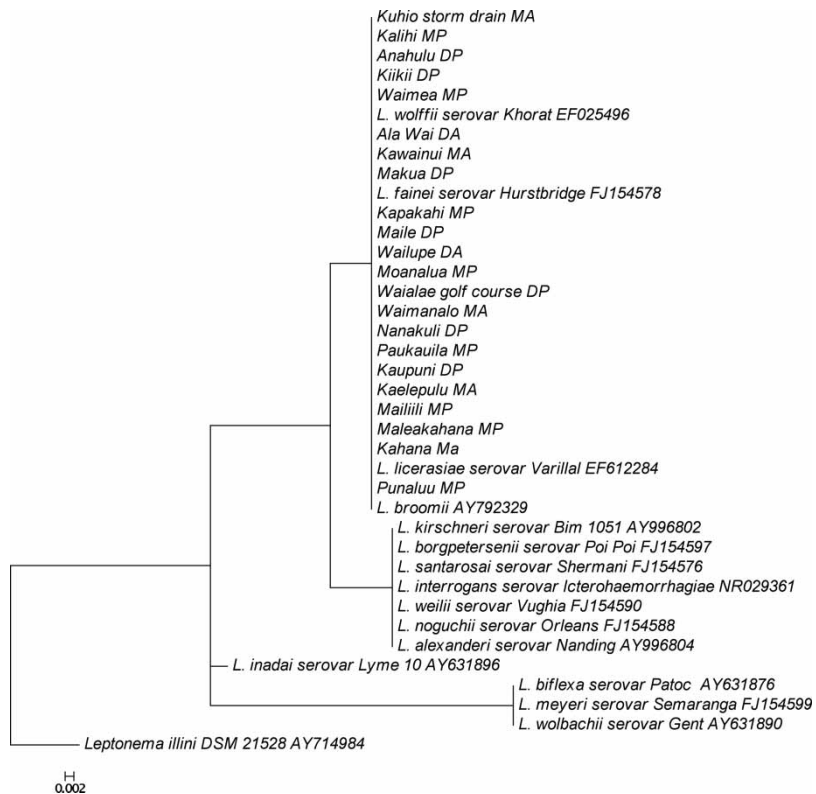 Kuhio storm drain MA
Kalihi MP
Anahulu DP
Kiikii DP
Waimea MP
L. wolffii serovar Khorat EF025496
Ala Wai DA
Kawainui MA
Makua DP
L. fainei serovar Hurstbridge FJ154578
Kapakahi MP
Maile DP
Wailupe DA
Moanalua MP
Waialae golf course DP
Waimanalo MA
Nanakuli DP
Paukauila MP
Kaupuni DP
Kaelepulu MA
Mailiili MP
Maleakahana MP
Kahana Ma
L. licerasiae serovar Varillal EF612284
Punaluu MP
L. broomii AY792329
L. kirschneri serovar Bim 1051 AY996802
L. borgpetersenii serovar Poi Poi FJ154597
L. santarosai serovar Shermani FJ154576
L. interrogans serovar Icterohaemorrhagiae NR029361
L. weilii serovar Vughia FJ154590
L. noguchii serovar Orleans FJ154588
L. alexanderi serovar Nanding AY996804
L. inadai serovar Lyme 10 AY631896
L. biflexa serovar Patoc AY631876
L. meyeri serovar Semaranga FJ154599
L. wolbachii serovar Gent AY631890
Leptonema illini DSM 21528 AY714984
0.002